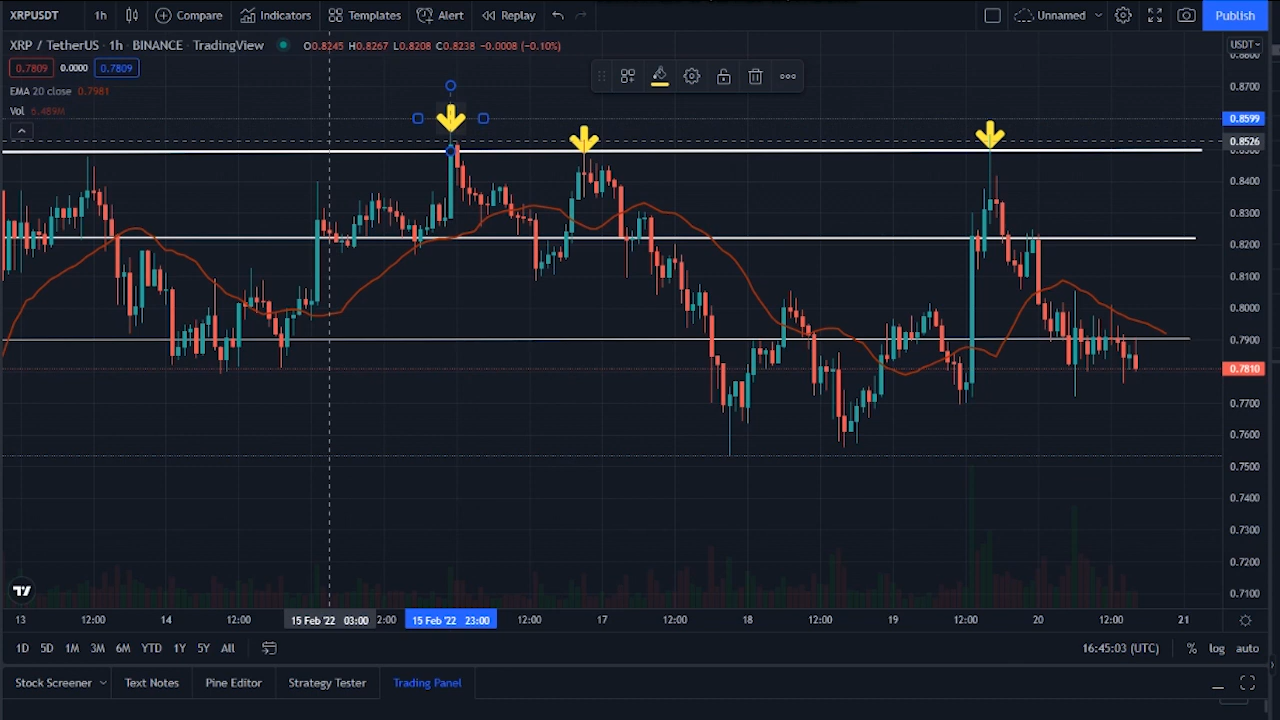 XRPUSDT 1h Compare Indicators Templates Alert Replay Unnamed Publish
XRP / TetherUS · 1h · BINANCE · TradingView O0.8245 H0.8267 L0.8208 C0.8238 −0.0008 (−0.10%) USDT
0.7809 0.0000 0.7809
EMA 20 close 0.7981
Vol 6.489M
0.8800
0.8700
0.8599
0.8526
0.8400
0.8300
0.8200
0.8100
0.8000
0.7900
0.7810
0.7700
0.7600
0.7500
0.7400
0.7300
0.7200
0.7100
13 12:00 14 12:00 15 Feb '22 03:00 2:00 15 Feb '22 23:00 12:00 17 12:00 18 12:00 19 12:00 20 12:00 21
1D 5D 1M 3M 6M YTD 1Y 5Y All 16:45:03 (UTC) % log auto
Stock Screener Text Notes Pine Editor Strategy Tester Trading Panel